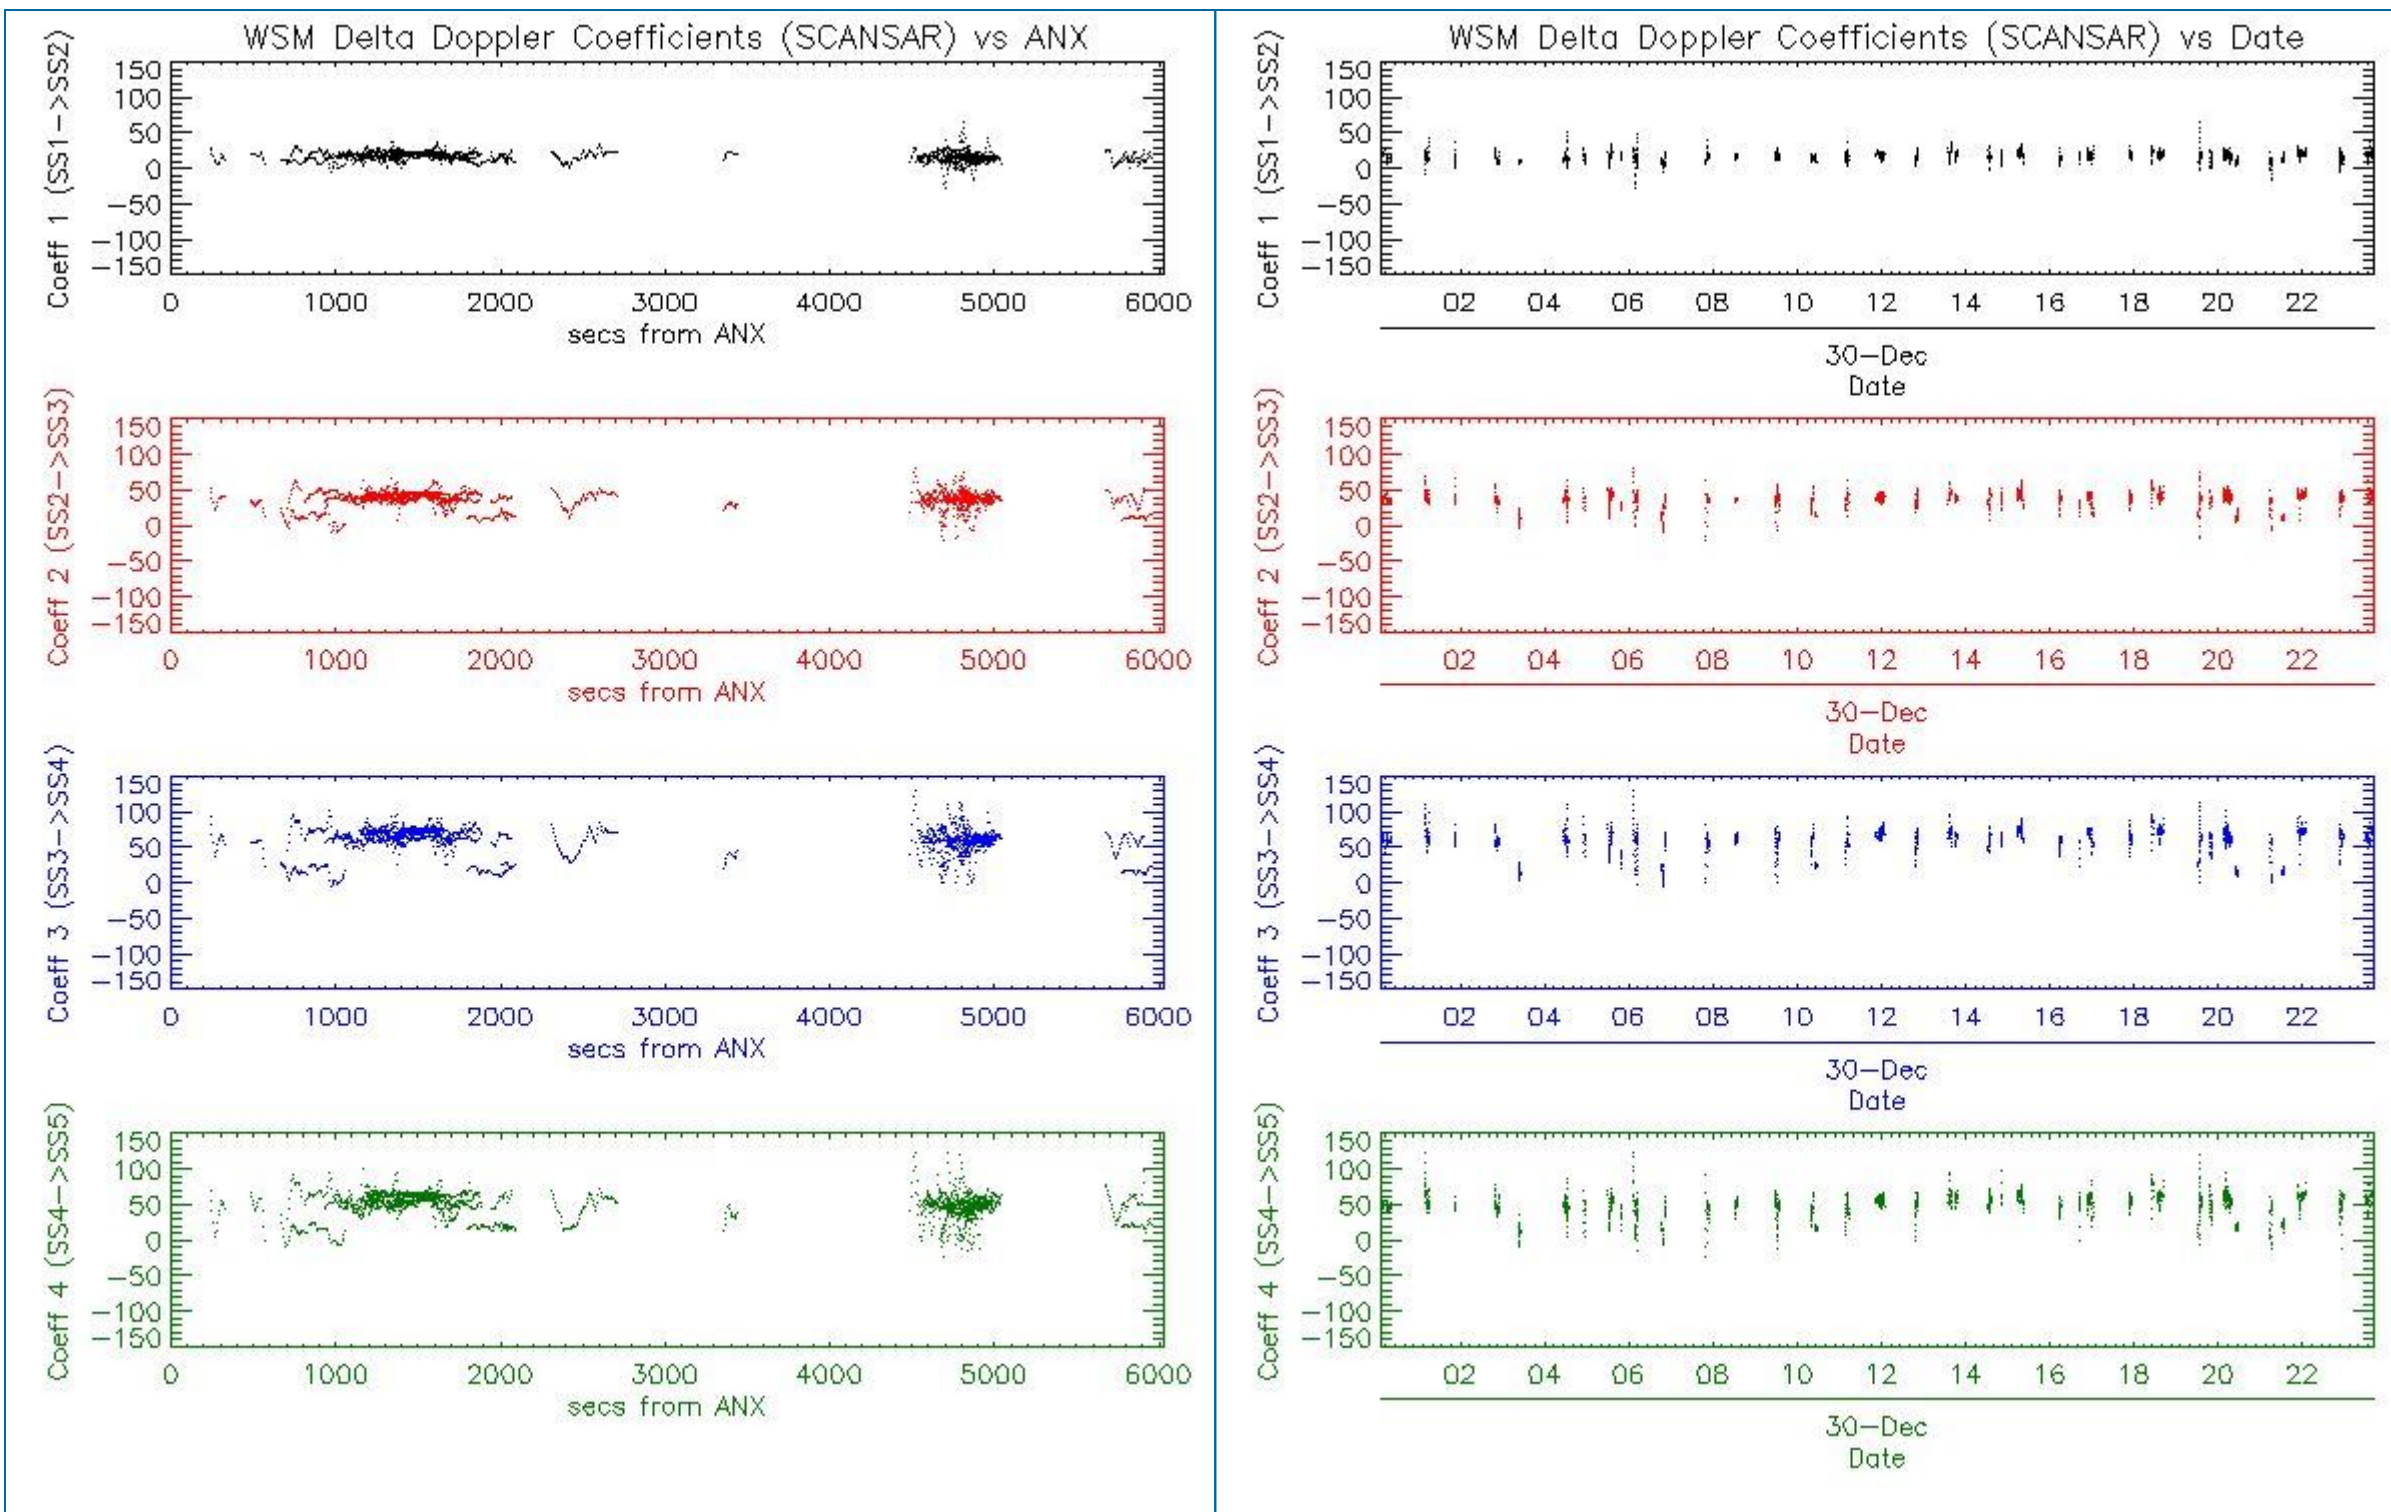 WSM Delta Doppler Coefficients (SCANSAR) vs ANX
Coeff 1 (SS1->SS2)
150
100
50
0
-50
-100
-150
0 1000 2000 3000 4000 5000 6000
secs from ANX
Coeff 2 (SS2->SS3)
150
100
50
0
-50
-100
-150
0 1000 2000 3000 4000 5000 6000
secs from ANX
Coeff 3 (SS3->SS4)
150
100
50
0
-50
-100
-150
0 1000 2000 3000 4000 5000 6000
secs from ANX
Coeff 4 (SS4->SS5)
150
100
50
0
-50
-100
-150
0 1000 2000 3000 4000 5000 6000
secs from ANX
WSM Delta Doppler Coefficients (SCANSAR) vs Date
Coeff 1 (SS1->SS2)
150
100
50
0
-50
-100
-150
02 04 06 08 10 12 14 16 18 20 22
30-Dec
Date
Coeff 2 (SS2->SS3)
150
100
50
0
-50
-100
-150
02 04 06 08 10 12 14 16 18 20 22
30-Dec
Date
Coeff 3 (SS3->SS4)
150
100
50
0
-50
-100
-150
02 04 06 08 10 12 14 16 18 20 22
30-Dec
Date
Coeff 4 (SS4->SS5)
150
100
50
0
-50
-100
-150
02 04 06 08 10 12 14 16 18 20 22
30-Dec
Date